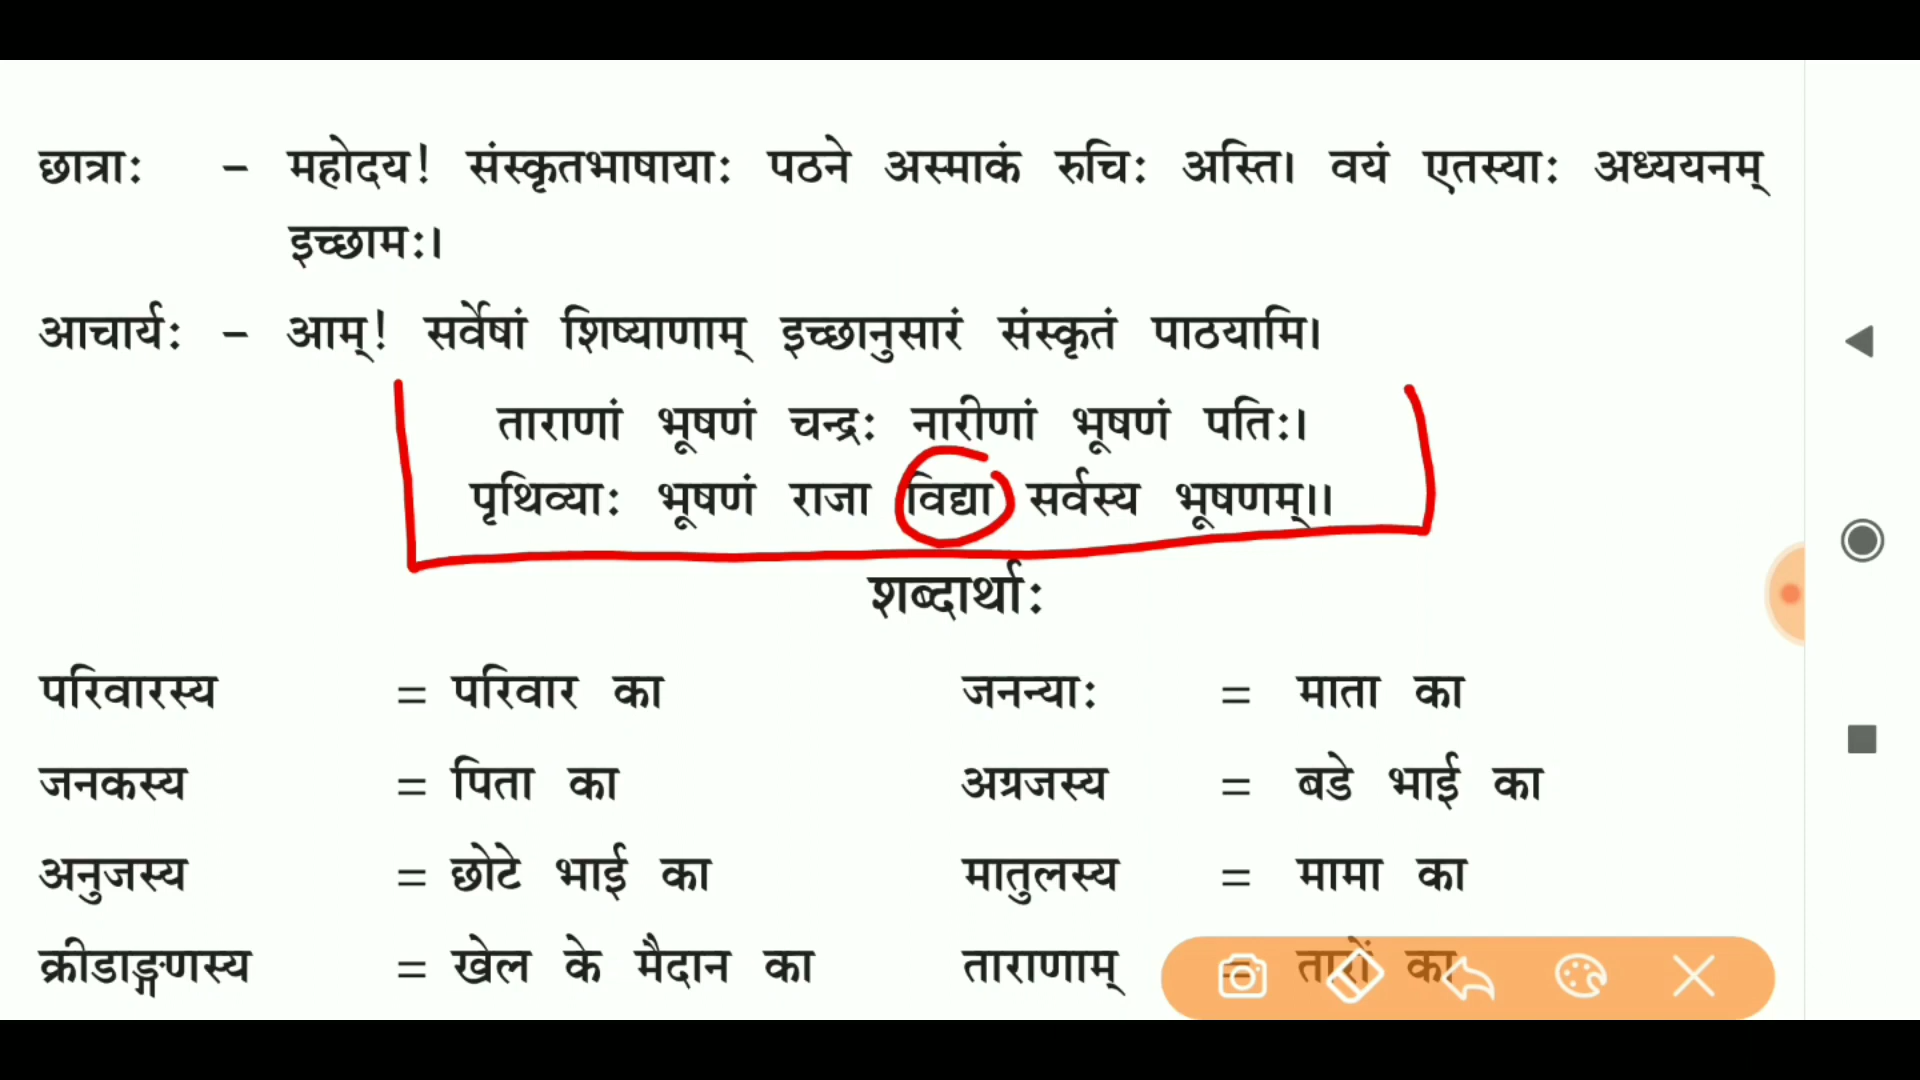 छात्राः – महोदय! संस्कृतभाषायाः पठने अस्माकं रुचिः अस्ति। वयं एतस्याः अध्ययनम्
इच्छामः।
आचार्यः – आम्! सर्वेषां शिष्याणाम् इच्छानुसारं संस्कृतं पाठयामि।
ताराणां भूषणं चन्द्रः नारीणां भूषणं पतिः।
पृथिव्याः भूषणं राजा विद्या सर्वस्य भूषणम्।।
शब्दार्थाः
परिवारस्य = परिवार का जनन्याः = माता का
जनकस्य = पिता का अग्रजस्य = बडे भाई का
अनुजस्य = छोटे भाई का मातुलस्य = मामा का
क्रीडाङ्गणस्य = खेल के मैदान का ताराणाम् = तारों का